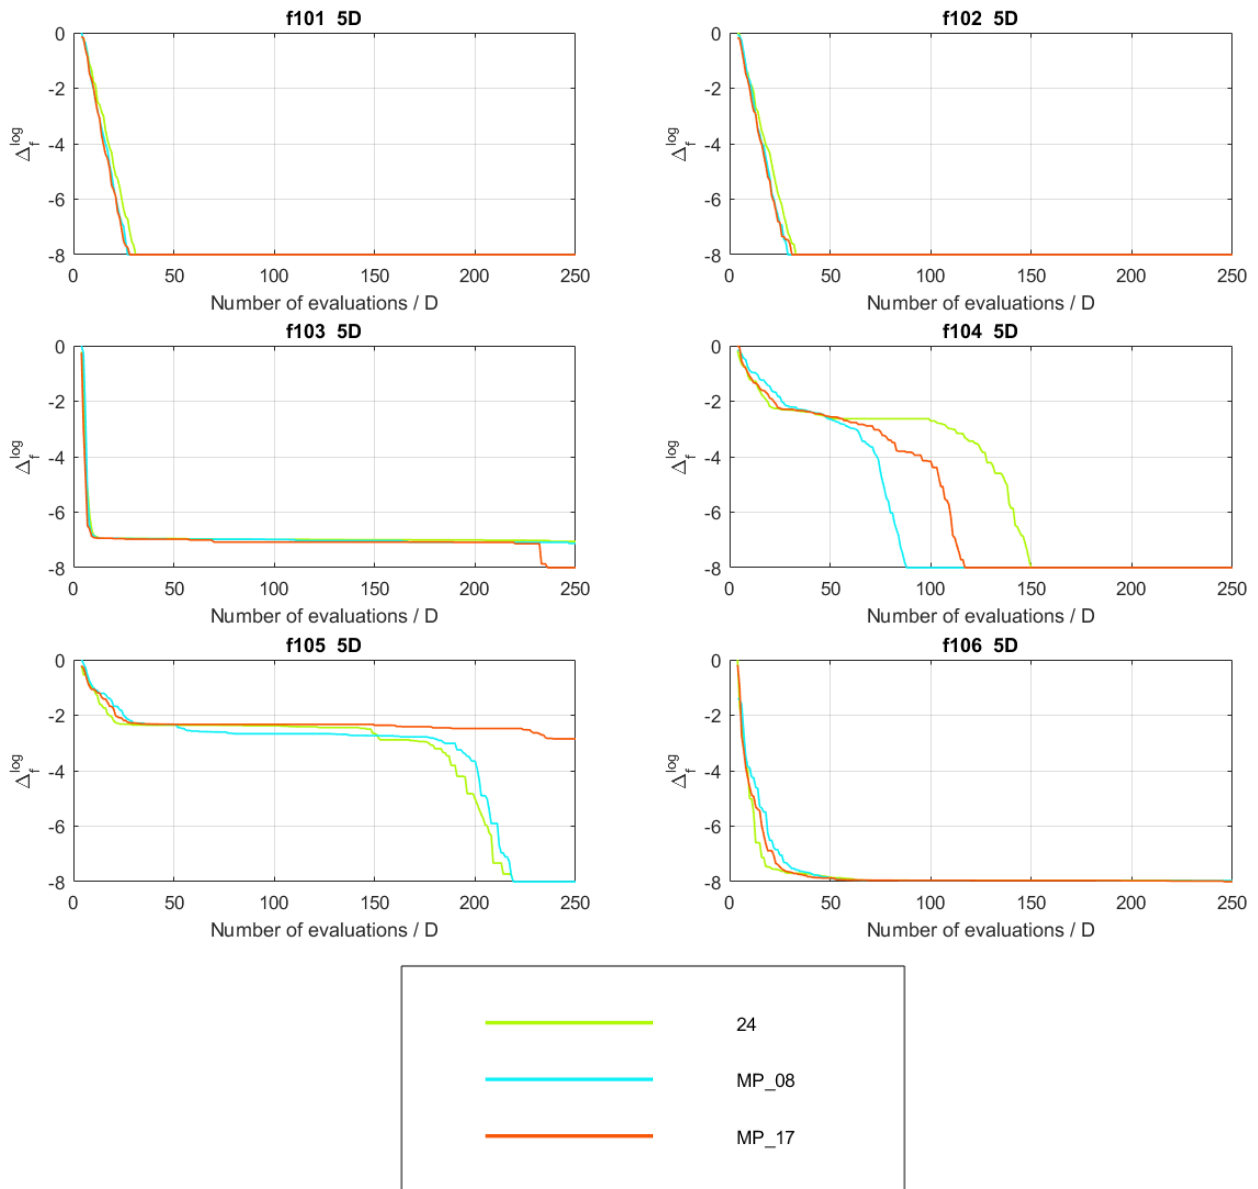 f101 5D
0
-2
-4
-6
-8
Δ_f^log
0 50 100 150 200 250
Number of evaluations / D
f102 5D
0
-2
-4
-6
-8
Δ_f^log
0 50 100 150 200 250
Number of evaluations / D
f103 5D
0
-2
-4
-6
-8
Δ_f^log
0 50 100 150 200 250
Number of evaluations / D
f104 5D
0
-2
-4
-6
-8
Δ_f^log
0 50 100 150 200 250
Number of evaluations / D
f105 5D
0
-2
-4
-6
-8
Δ_f^log
0 50 100 150 200 250
Number of evaluations / D
f106 5D
0
-2
-4
-6
-8
Δ_f^log
0 50 100 150 200 250
Number of evaluations / D
24
MP_08
MP_17